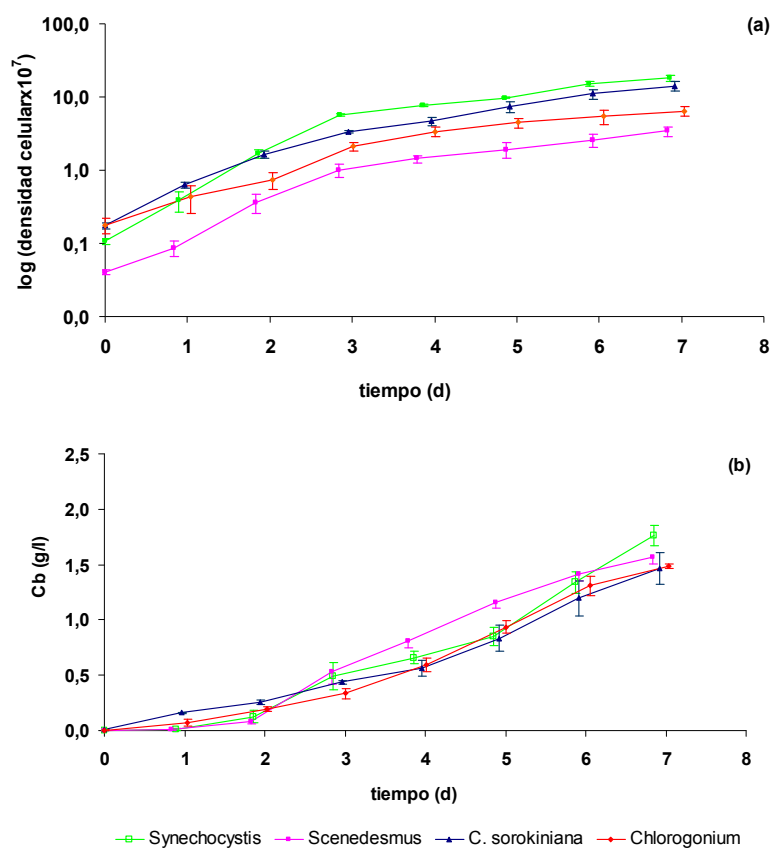 (a)
log (densidad celularx10⁷)
100,0
10,0
1,0
0,1
0,0
0 1 2 3 4 5 6 7 8
tiempo (d)
(b)
Cb (g/l)
2,5
2,0
1,5
1,0
0,5
0,0
0 1 2 3 4 5 6 7 8
tiempo (d)
Synechocystis Scenedesmus C. sorokiniana Chlorogonium